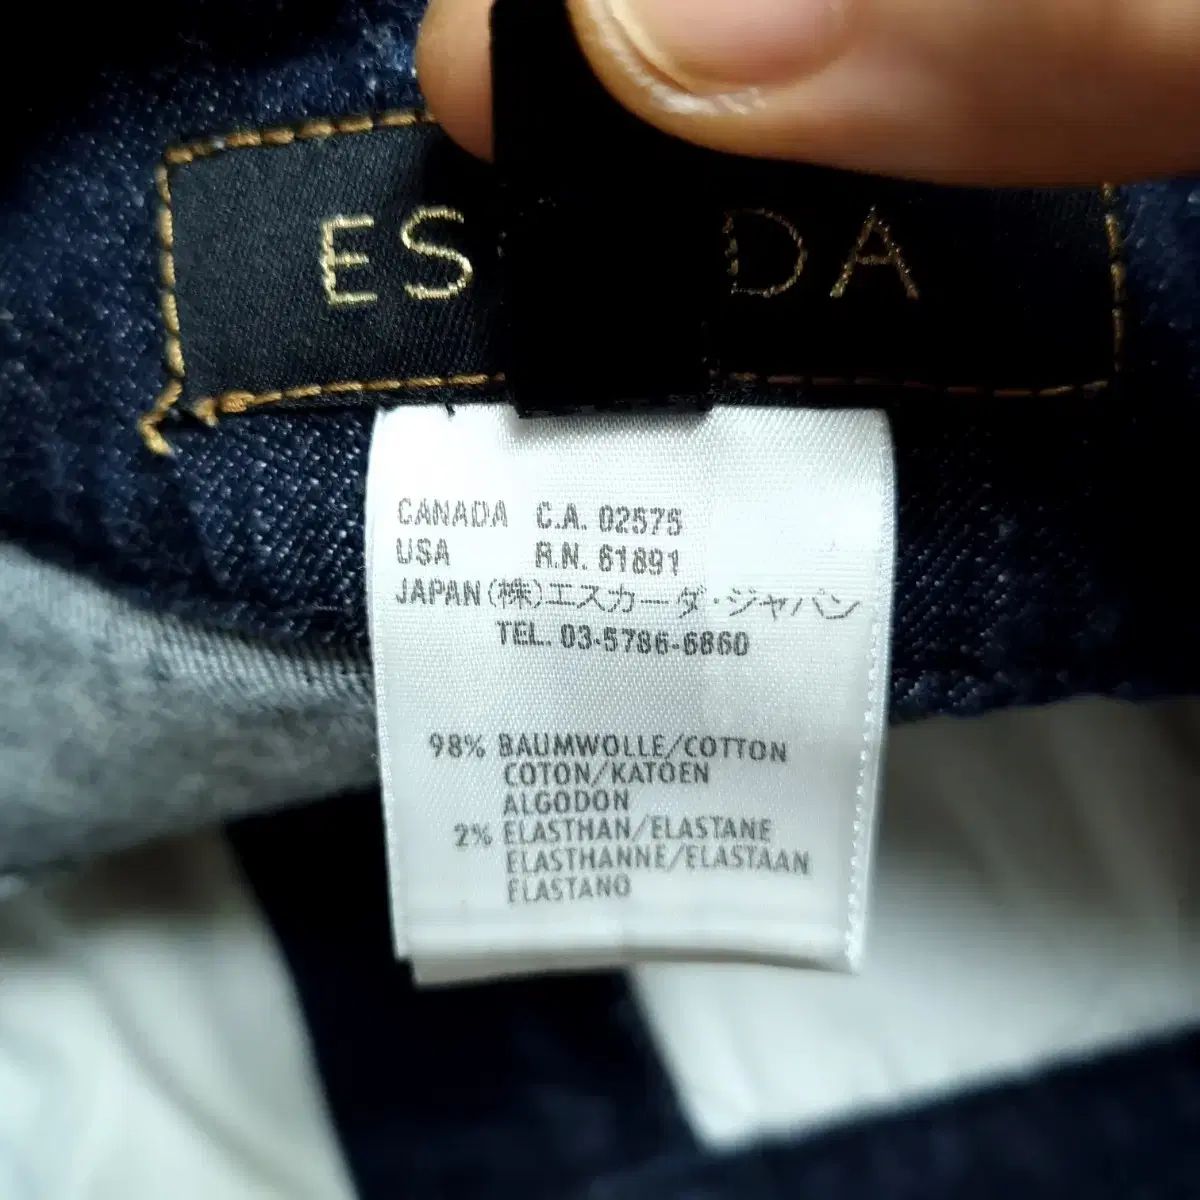 ES DA
CANADA C.A. 02575
USA R.N. 61891
JAPAN (株)エスカーダ・ジャパン
TEL. 03-5786-6860
98% BAUMWOLLE/COTTON
COTON/KATOEN
ALGODON
2% ELASTHAN/ELASTANE
ELASTHANNE/ELASTAAN
ELASTANO